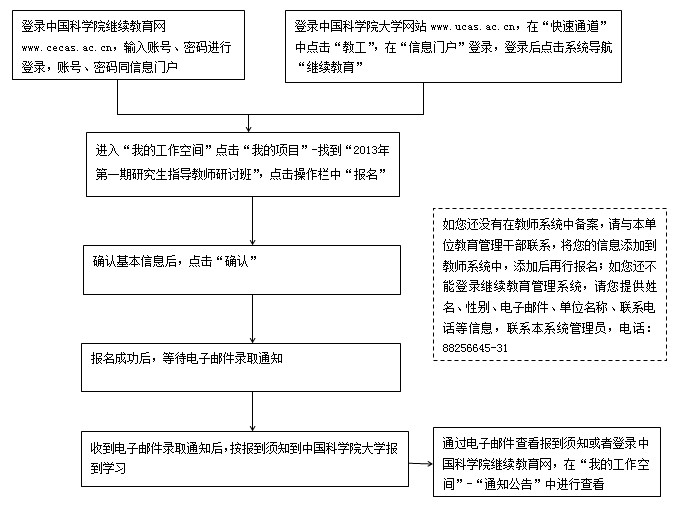 登录中国科学院继续教育网
www.cecas.ac.cn，输入账号、密码进行
登录，账号、密码同信息门户
登录中国科学院大学网站 www.ucas.ac.cn，在“快速通道”
中点击“教工”，在“信息门户”登录，登录后点击系统导航
“继续教育”
进入“我的工作空间”点击“我的项目”-找到“2013年
第一期研究生指导教师研讨班”，点击操作栏中“报名”
如您还没有在教师系统中备案，请与本单
位教育管理干部联系，将您的信息添加到
教师系统中，添加后再行报名；如您还不
能登录继续教育管理系统，请您提供姓
名、性别、电子邮件、单位名称、联系电
话等信息，联系本系统管理员，电话：
88256645-31
确认基本信息后，点击“确认”
报名成功后，等待电子邮件录取通知
收到电子邮件录取通知后，按报到须知到中国科学院大学报
到学习
通过电子邮件查看报到须知或者登录中
国科学院继续教育网，在“我的工作空
间”-“通知公告”中进行查看